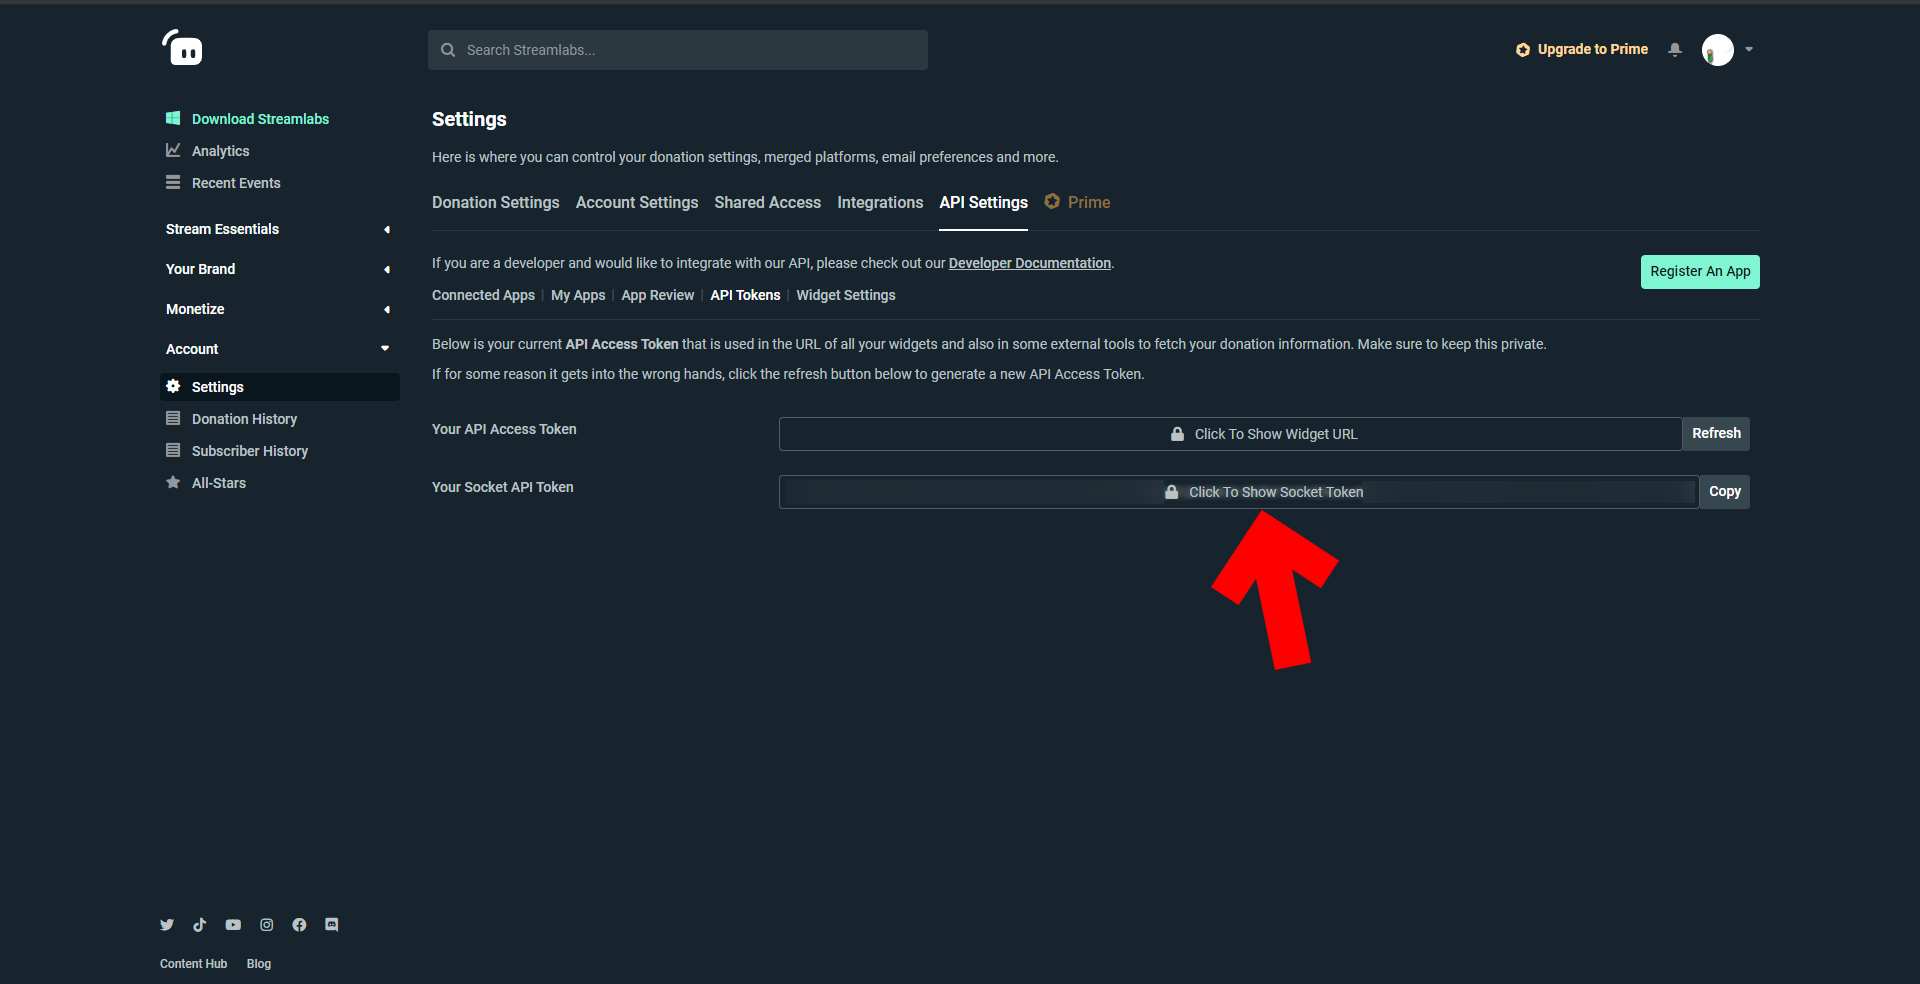 Search Streamlabs...
Upgrade to Prime
Download Streamlabs
Analytics
Recent Events
Stream Essentials
Your Brand
Monetize
Account
Settings
Donation History
Subscriber History
All-Stars
Settings
Here is where you can control your donation settings, merged platforms, email preferences and more.
Donation Settings Account Settings Shared Access Integrations API Settings Prime
If you are a developer and would like to integrate with our API, please check out our Developer Documentation.
Register An App
Connected Apps | My Apps | App Review | API Tokens | Widget Settings
Below is your current API Access Token that is used in the URL of all your widgets and also in some external tools to fetch your donation information. Make sure to keep this private.
If for some reason it gets into the wrong hands, click the refresh button below to generate a new API Access Token.
Your API Access Token Click To Show Widget URL Refresh
Your Socket API Token Click To Show Socket Token Copy
Content Hub Blog